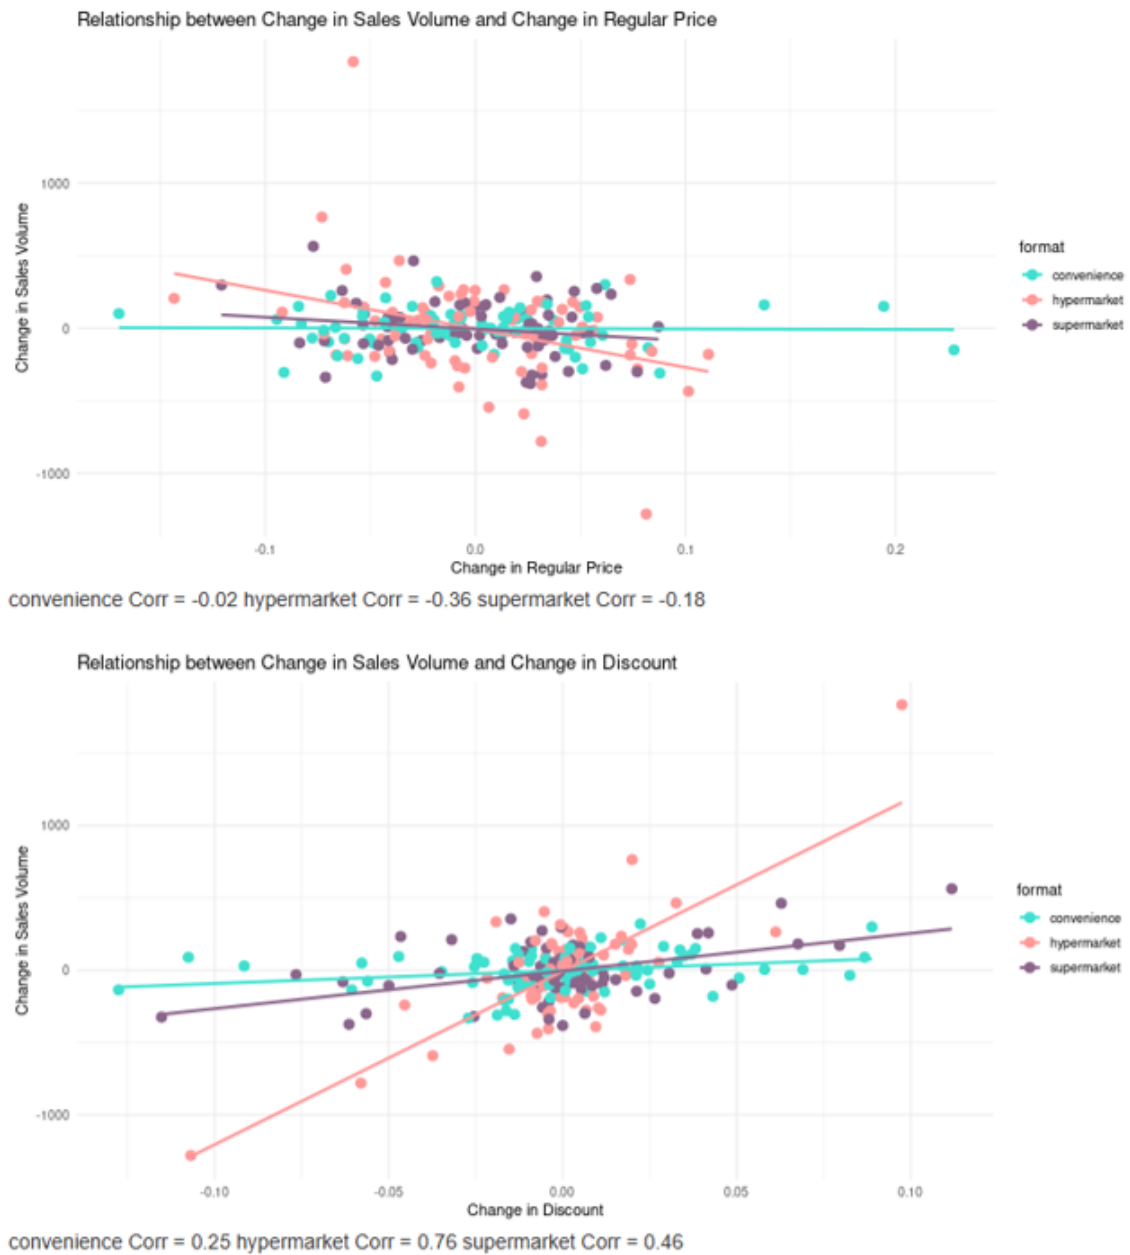 Relationship between Change in Sales Volume and Change in Regular Price
Change in Sales Volume
1000
0
-1000
-0.1
0.0
0.1
0.2
Change in Regular Price
format
convenience
hypermarket
supermarket
convenience Corr = -0.02 hypermarket Corr = -0.36 supermarket Corr = -0.18
Relationship between Change in Sales Volume and Change in Discount
Change in Sales Volume
1000
0
-1000
-0.10
-0.05
0.00
0.05
0.10
Change in Discount
format
convenience
hypermarket
supermarket
convenience Corr = 0.25 hypermarket Corr = 0.76 supermarket Corr = 0.46